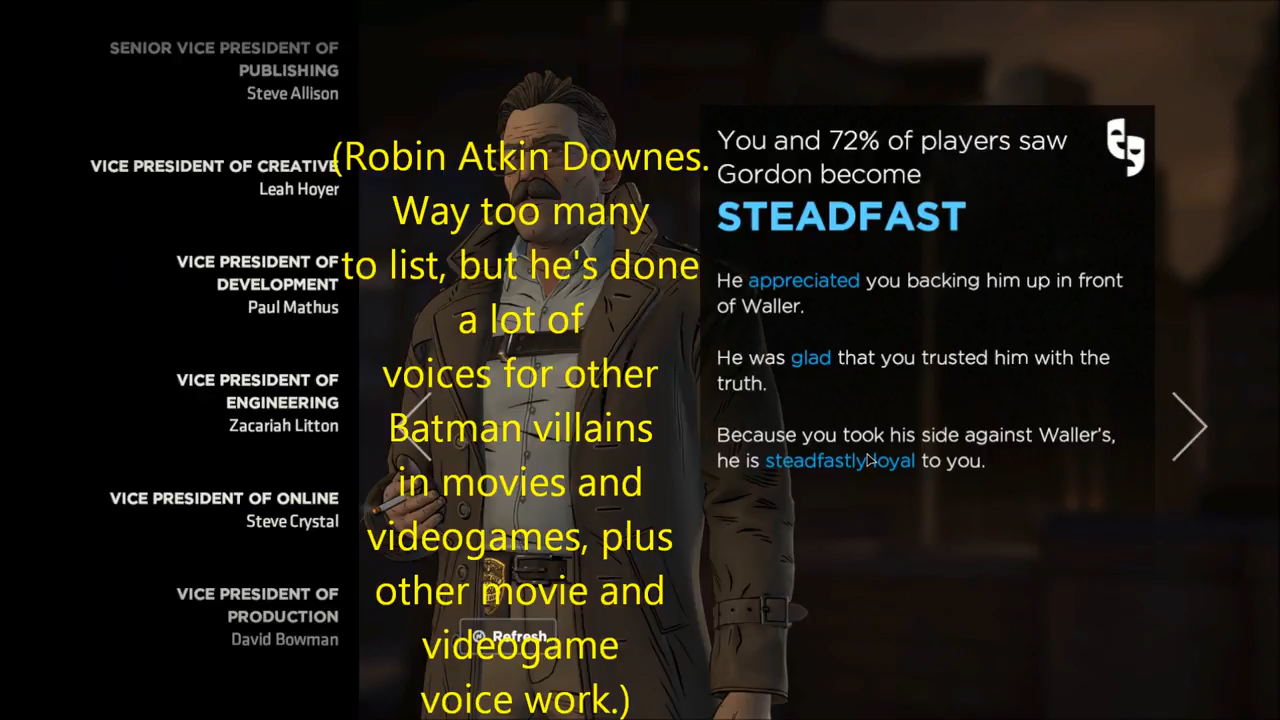 SENIOR VICE PRESIDENT OF
PUBLISHING
Steve Allison
VICE PRESIDENT OF CREATIVE
Leah Hoyer
VICE PRESIDENT OF
DEVELOPMENT
Paul Mathus
VICE PRESIDENT OF
ENGINEERING
Zacariah Litton
VICE PRESIDENT OF ONLINE
Steve Crystal
VICE PRESIDENT OF
PRODUCTION
David Bowman
(Robin Atkin Downes.
Way too many
to list, but he's done
a lot of
voices for other
Batman villains
in movies and
videogames, plus
other movie and
videogame
voice work.)
Refresh
You and 72% of players saw
Gordon become
STEADFAST
He appreciated you backing him up in front
of Waller.
He was glad that you trusted him with the
truth.
Because you took his side against Waller's,
he is steadfastly loyal to you.